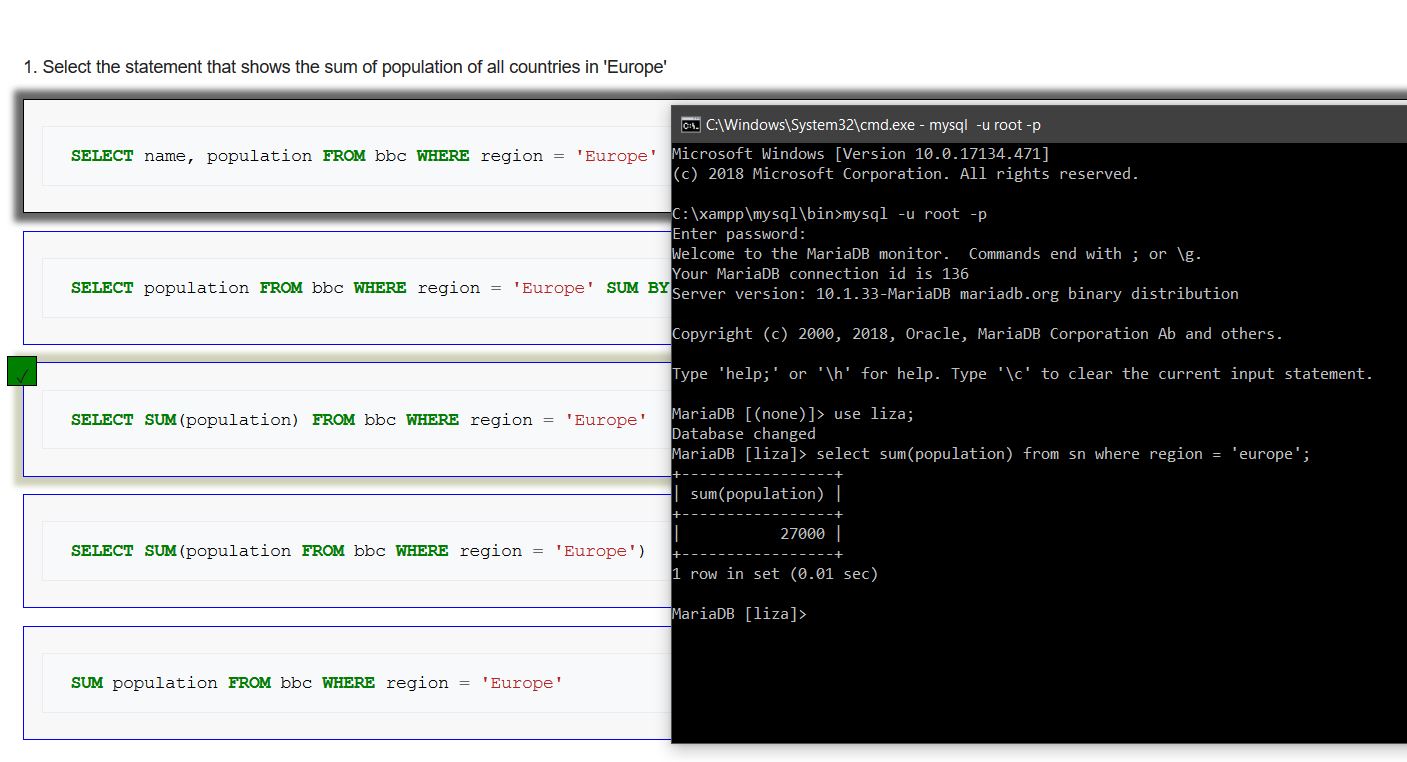 1. Select the statement that shows the sum of population of all countries in 'Europe'
SELECT name, population FROM bbc WHERE region = 'Europe'
SELECT population FROM bbc WHERE region = 'Europe' SUM BY
SELECT SUM(population) FROM bbc WHERE region = 'Europe'
SELECT SUM(population FROM bbc WHERE region = 'Europe')
SUM population FROM bbc WHERE region = 'Europe'
C:\Windows\System32\cmd.exe - mysql  -u root -p
Microsoft Windows [Version 10.0.17134.471]
(c) 2018 Microsoft Corporation. All rights reserved.
C:\xampp\mysql\bin>mysql -u root -p
Enter password:
Welcome to the MariaDB monitor.  Commands end with ; or \g.
Your MariaDB connection id is 136
Server version: 10.1.33-MariaDB mariadb.org binary distribution
Copyright (c) 2000, 2018, Oracle, MariaDB Corporation Ab and others.
Type 'help;' or '\h' for help. Type '\c' to clear the current input statement.
MariaDB [(none)]> use liza;
Database changed
MariaDB [liza]> select sum(population) from sn where region = 'europe';
+-----------------+
| sum(population) |
+-----------------+
|           27000 |
+-----------------+
1 row in set (0.01 sec)
MariaDB [liza]>